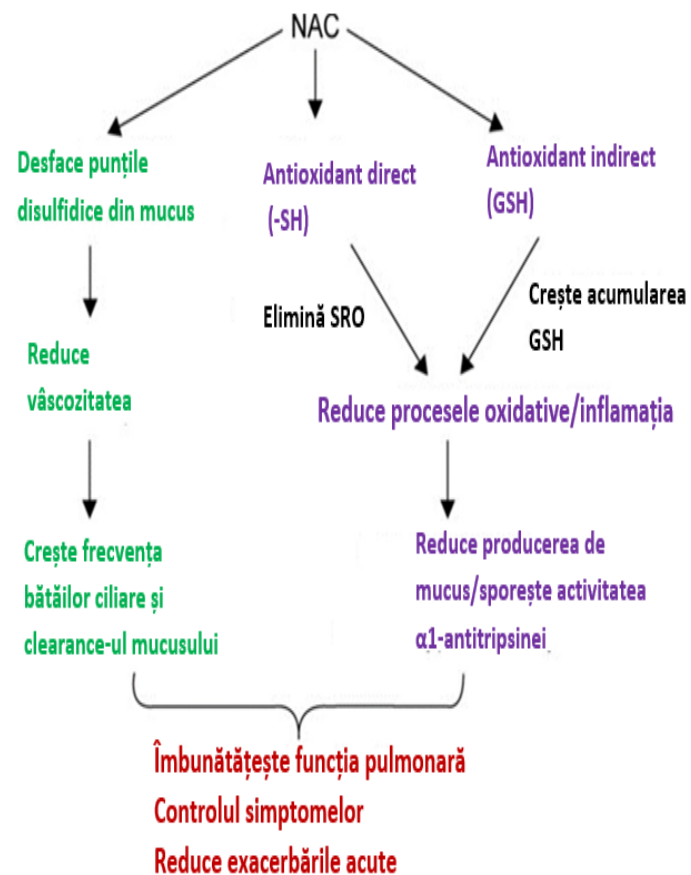 NAC
Desface punțile
disulfidice din mucus
Antioxidant direct
(-SH)
Antioxidant indirect
(GSH)
Elimină SRO
Crește acumularea
GSH
Reduce
vâscozitatea
Reduce procesele oxidative/inflamația
Crește frecvența
bătăilor ciliare și
clearance-ul mucusului
Reduce producerea de
mucus/sporește activitatea
α1-antitripsinei
Îmbunătățește funcția pulmonară
Controlul simptomelor
Reduce exacerbările acute